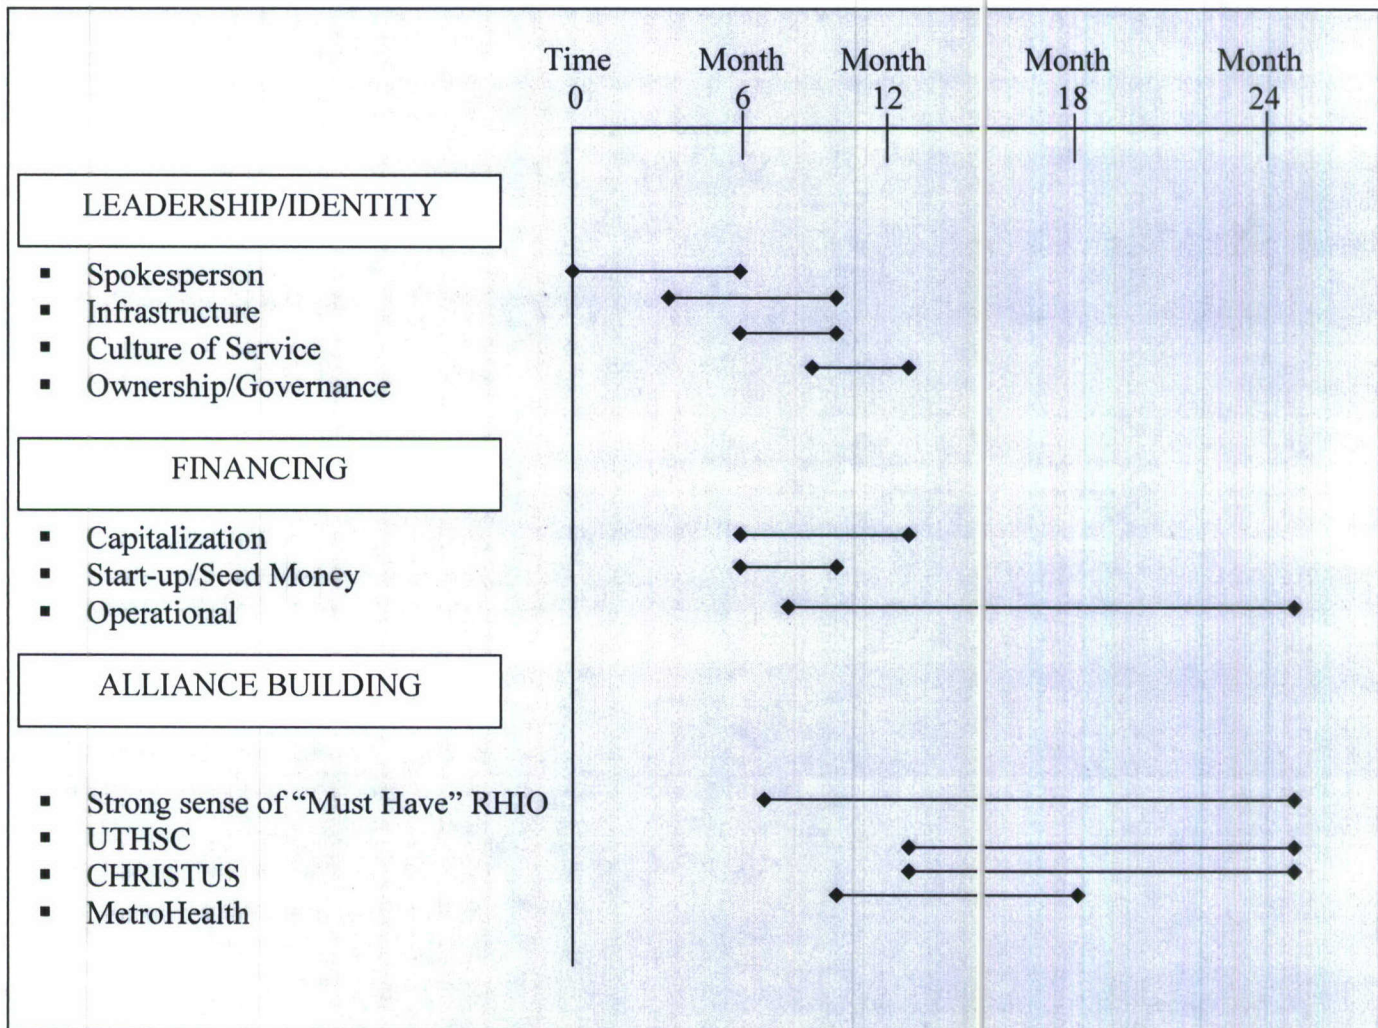 Time Month Month Month Month
0 6 12 18 24
LEADERSHIP/IDENTITY
▪ Spokesperson
▪ Infrastructure
▪ Culture of Service
▪ Ownership/Governance
FINANCING
▪ Capitalization
▪ Start-up/Seed Money
▪ Operational
ALLIANCE BUILDING
▪ Strong sense of “Must Have” RHIO
▪ UTHSC
▪ CHRISTUS
▪ MetroHealth